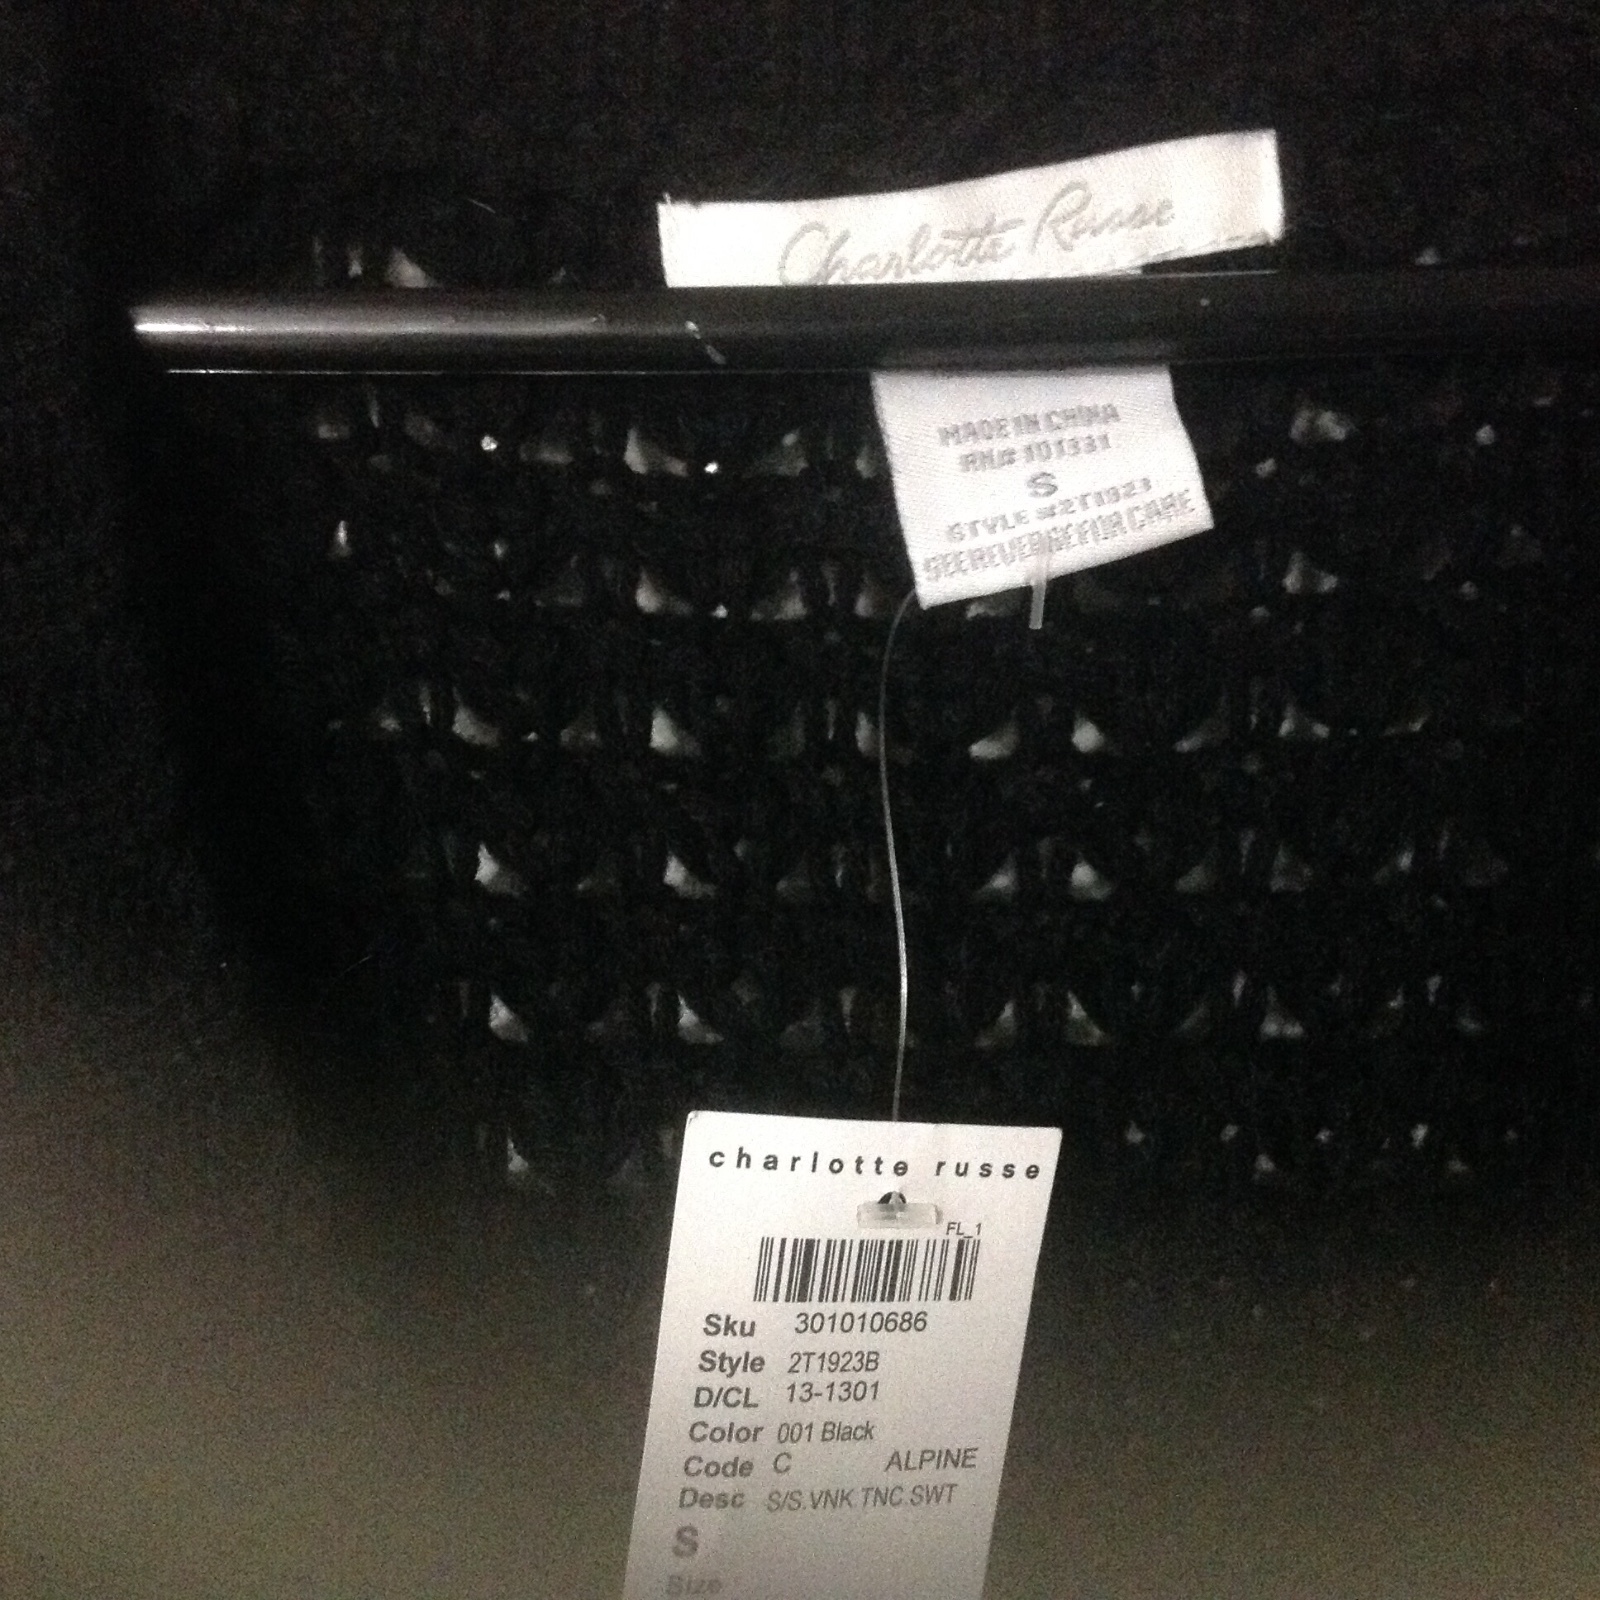 Charlotte Russe
MADE IN CHINA
RN# 101331
S
STYLE #2T1923
SEE REVERSE FOR CARE
charlotte russe
FL_1
Sku 301010686
Style 2T1923B
D/CL 13-1301
Color 001 Black
Code C ALPINE
Desc S/S.VNK TNC.SWT
S
Size